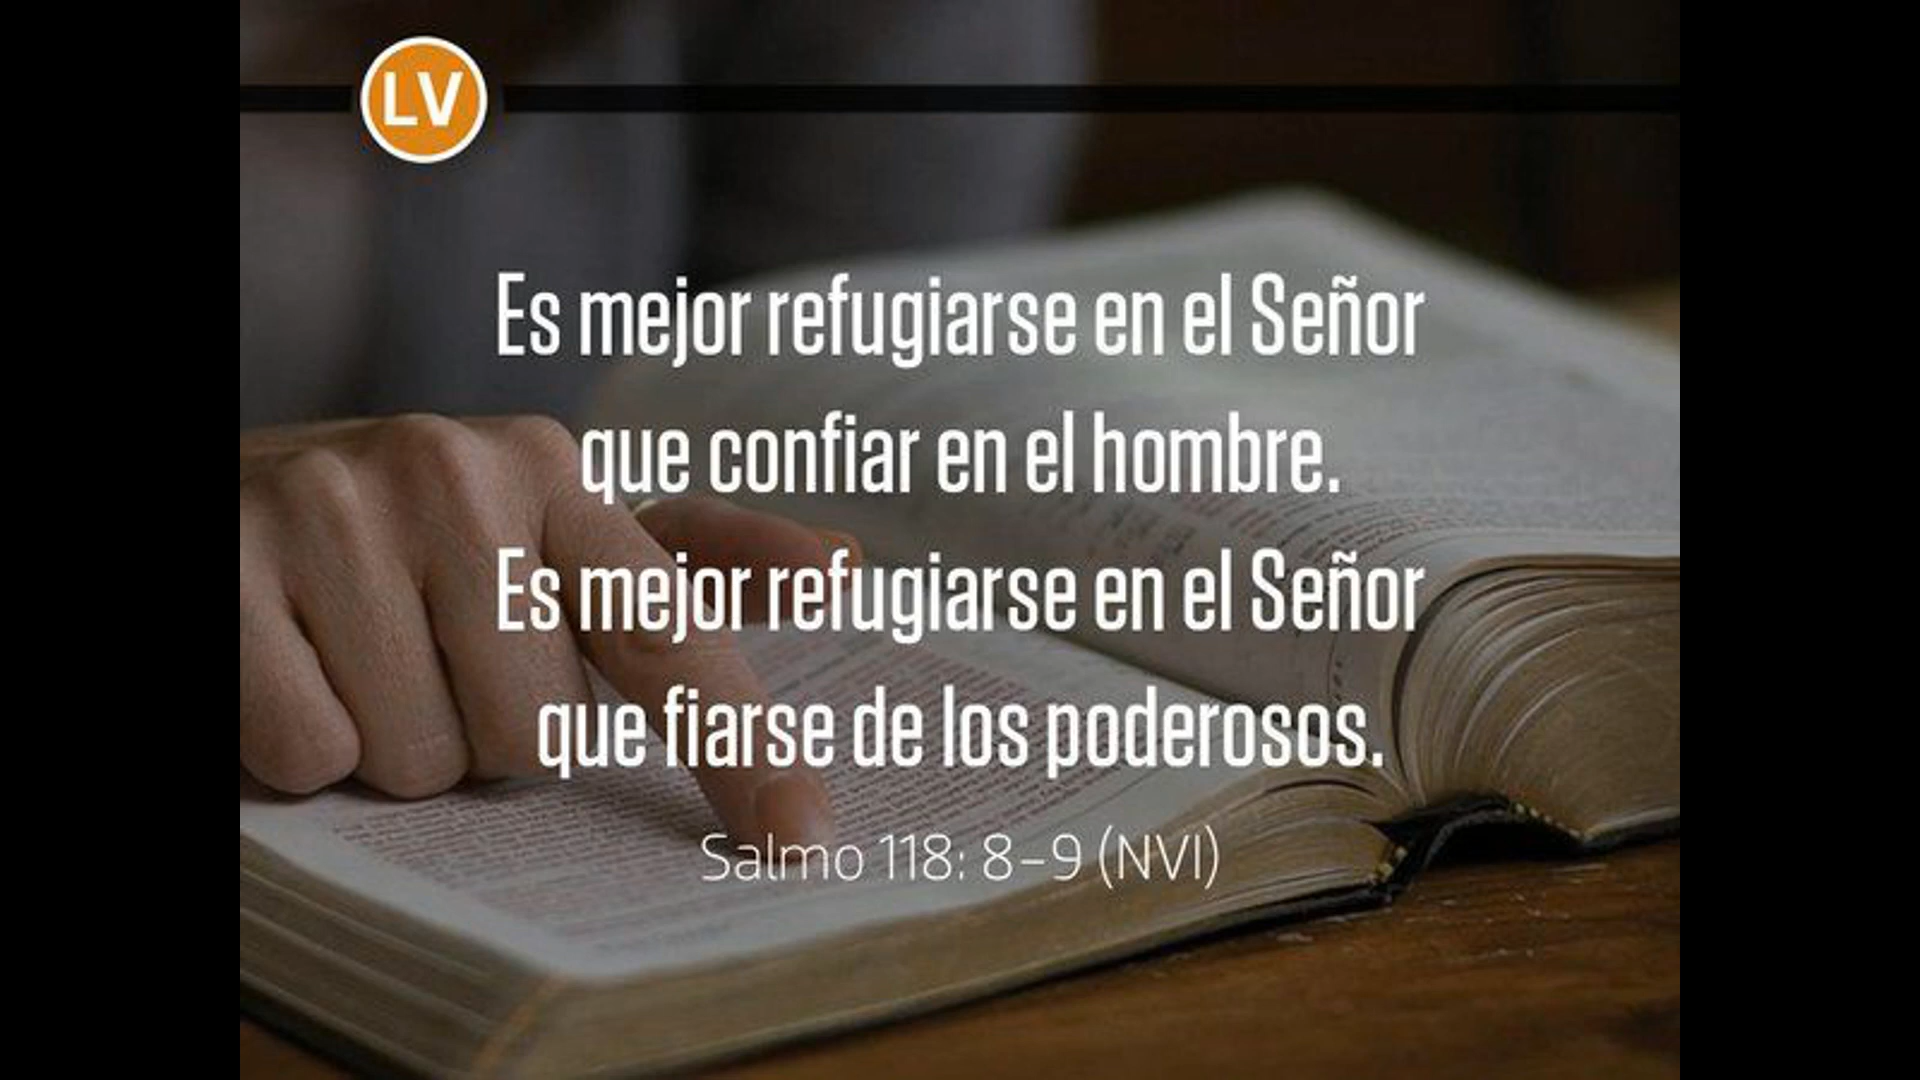 LV
Es mejor refugiarse en el Señor
que confiar en el hombre.
Es mejor refugiarse en el Señor
que fiarse de los poderosos.
Salmo 118: 8-9 (NVI)